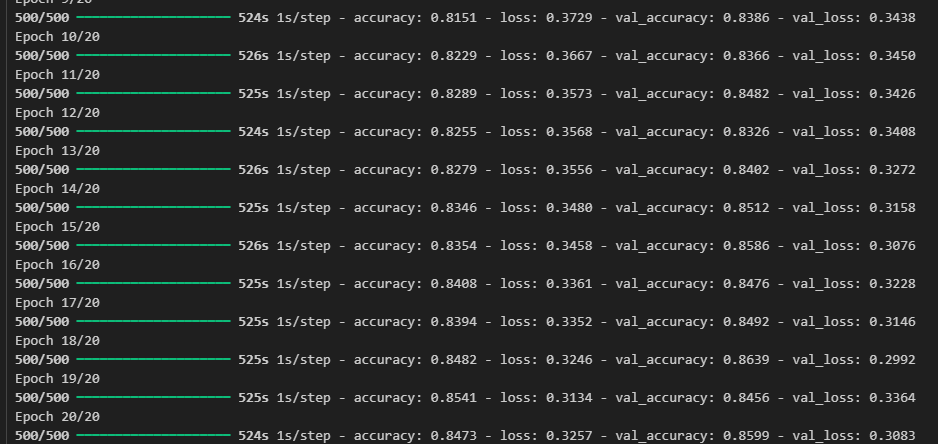 Epoch 9/20
500/500 ━━━━━━━━━━━━━━━━━━━━ 524s 1s/step - accuracy: 0.8151 - loss: 0.3729 - val_accuracy: 0.8386 - val_loss: 0.3438
Epoch 10/20
500/500 ━━━━━━━━━━━━━━━━━━━━ 526s 1s/step - accuracy: 0.8229 - loss: 0.3667 - val_accuracy: 0.8366 - val_loss: 0.3450
Epoch 11/20
500/500 ━━━━━━━━━━━━━━━━━━━━ 525s 1s/step - accuracy: 0.8289 - loss: 0.3573 - val_accuracy: 0.8482 - val_loss: 0.3426
Epoch 12/20
500/500 ━━━━━━━━━━━━━━━━━━━━ 524s 1s/step - accuracy: 0.8255 - loss: 0.3568 - val_accuracy: 0.8326 - val_loss: 0.3408
Epoch 13/20
500/500 ━━━━━━━━━━━━━━━━━━━━ 526s 1s/step - accuracy: 0.8279 - loss: 0.3556 - val_accuracy: 0.8402 - val_loss: 0.3272
Epoch 14/20
500/500 ━━━━━━━━━━━━━━━━━━━━ 525s 1s/step - accuracy: 0.8346 - loss: 0.3480 - val_accuracy: 0.8512 - val_loss: 0.3158
Epoch 15/20
500/500 ━━━━━━━━━━━━━━━━━━━━ 526s 1s/step - accuracy: 0.8354 - loss: 0.3458 - val_accuracy: 0.8586 - val_loss: 0.3076
Epoch 16/20
500/500 ━━━━━━━━━━━━━━━━━━━━ 525s 1s/step - accuracy: 0.8408 - loss: 0.3361 - val_accuracy: 0.8476 - val_loss: 0.3228
Epoch 17/20
500/500 ━━━━━━━━━━━━━━━━━━━━ 525s 1s/step - accuracy: 0.8394 - loss: 0.3352 - val_accuracy: 0.8492 - val_loss: 0.3146
Epoch 18/20
500/500 ━━━━━━━━━━━━━━━━━━━━ 525s 1s/step - accuracy: 0.8482 - loss: 0.3246 - val_accuracy: 0.8639 - val_loss: 0.2992
Epoch 19/20
500/500 ━━━━━━━━━━━━━━━━━━━━ 525s 1s/step - accuracy: 0.8541 - loss: 0.3134 - val_accuracy: 0.8456 - val_loss: 0.3364
Epoch 20/20
500/500 ━━━━━━━━━━━━━━━━━━━━ 524s 1s/step - accuracy: 0.8473 - loss: 0.3257 - val_accuracy: 0.8599 - val_loss: 0.3083